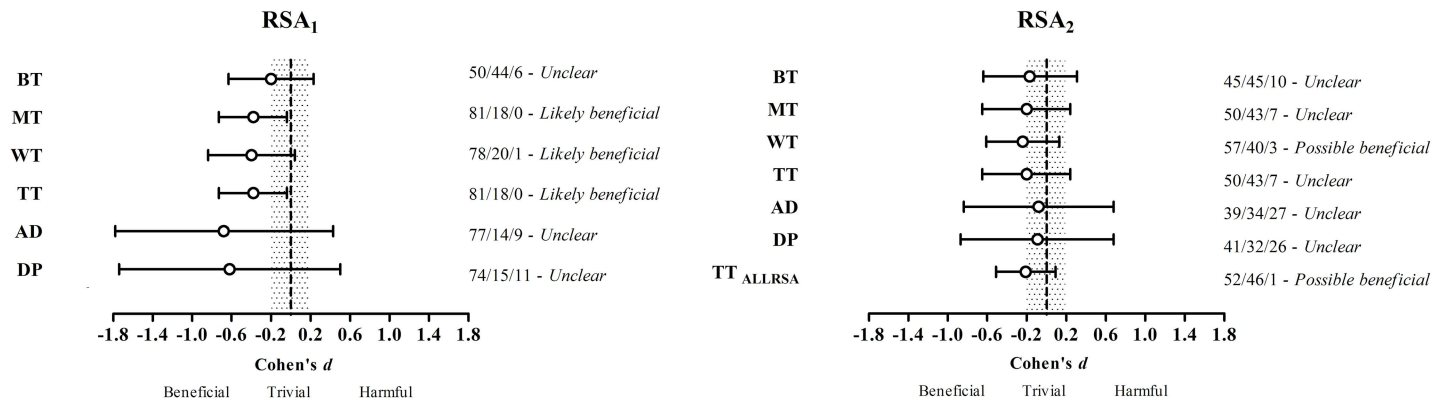 RSA1
BT
50/44/6 - Unclear
MT
81/18/0 - Likely beneficial
WT
78/20/1 - Likely beneficial
TT
81/18/0 - Likely beneficial
AD
77/14/9 - Unclear
DP
74/15/11 - Unclear
-1.8 -1.4 -1.0 -0.6 -0.2 0.2 0.6 1.0 1.4 1.8
Cohen's d
Beneficial Trivial Harmful
RSA2
BT
45/45/10 - Unclear
MT
50/43/7 - Unclear
WT
57/40/3 - Possible beneficial
TT
50/43/7 - Unclear
AD
39/34/27 - Unclear
DP
41/32/26 - Unclear
TT ALLRSA
52/46/1 - Possible beneficial
-1.8 -1.4 -1.0 -0.6 -0.2 0.2 0.6 1.0 1.4 1.8
Cohen's d
Beneficial Trivial Harmful